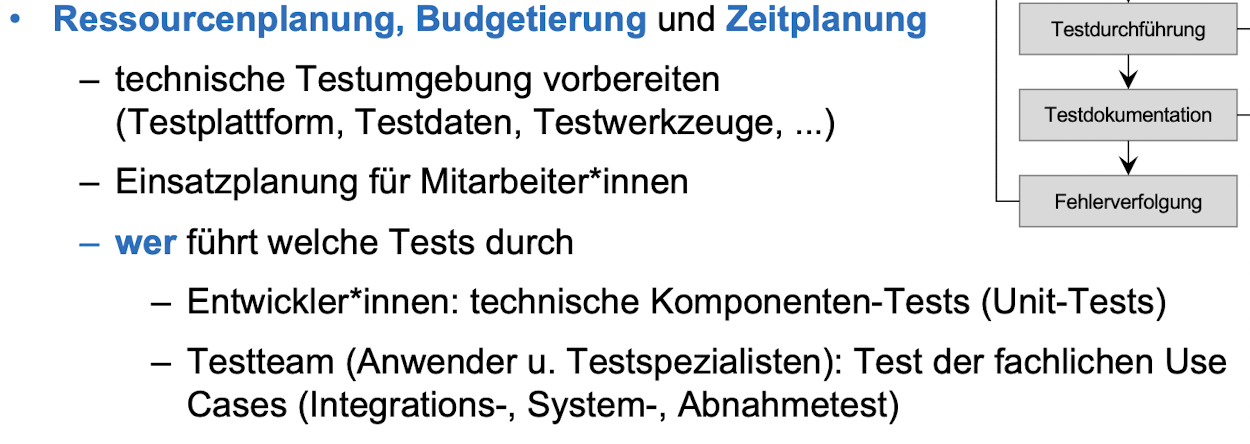 • Ressourcenplanung, Budgetierung und Zeitplanung
– technische Testumgebung vorbereiten
(Testplattform, Testdaten, Testwerkzeuge, ...)
– Einsatzplanung für Mitarbeiter*innen
– wer führt welche Tests durch
– Entwickler*innen: technische Komponenten-Tests (Unit-Tests)
– Testteam (Anwender u. Testspezialisten): Test der fachlichen Use
Cases (Integrations-, System-, Abnahmetest)
Testdurchführung
Testdokumentation
Fehlerverfolgung